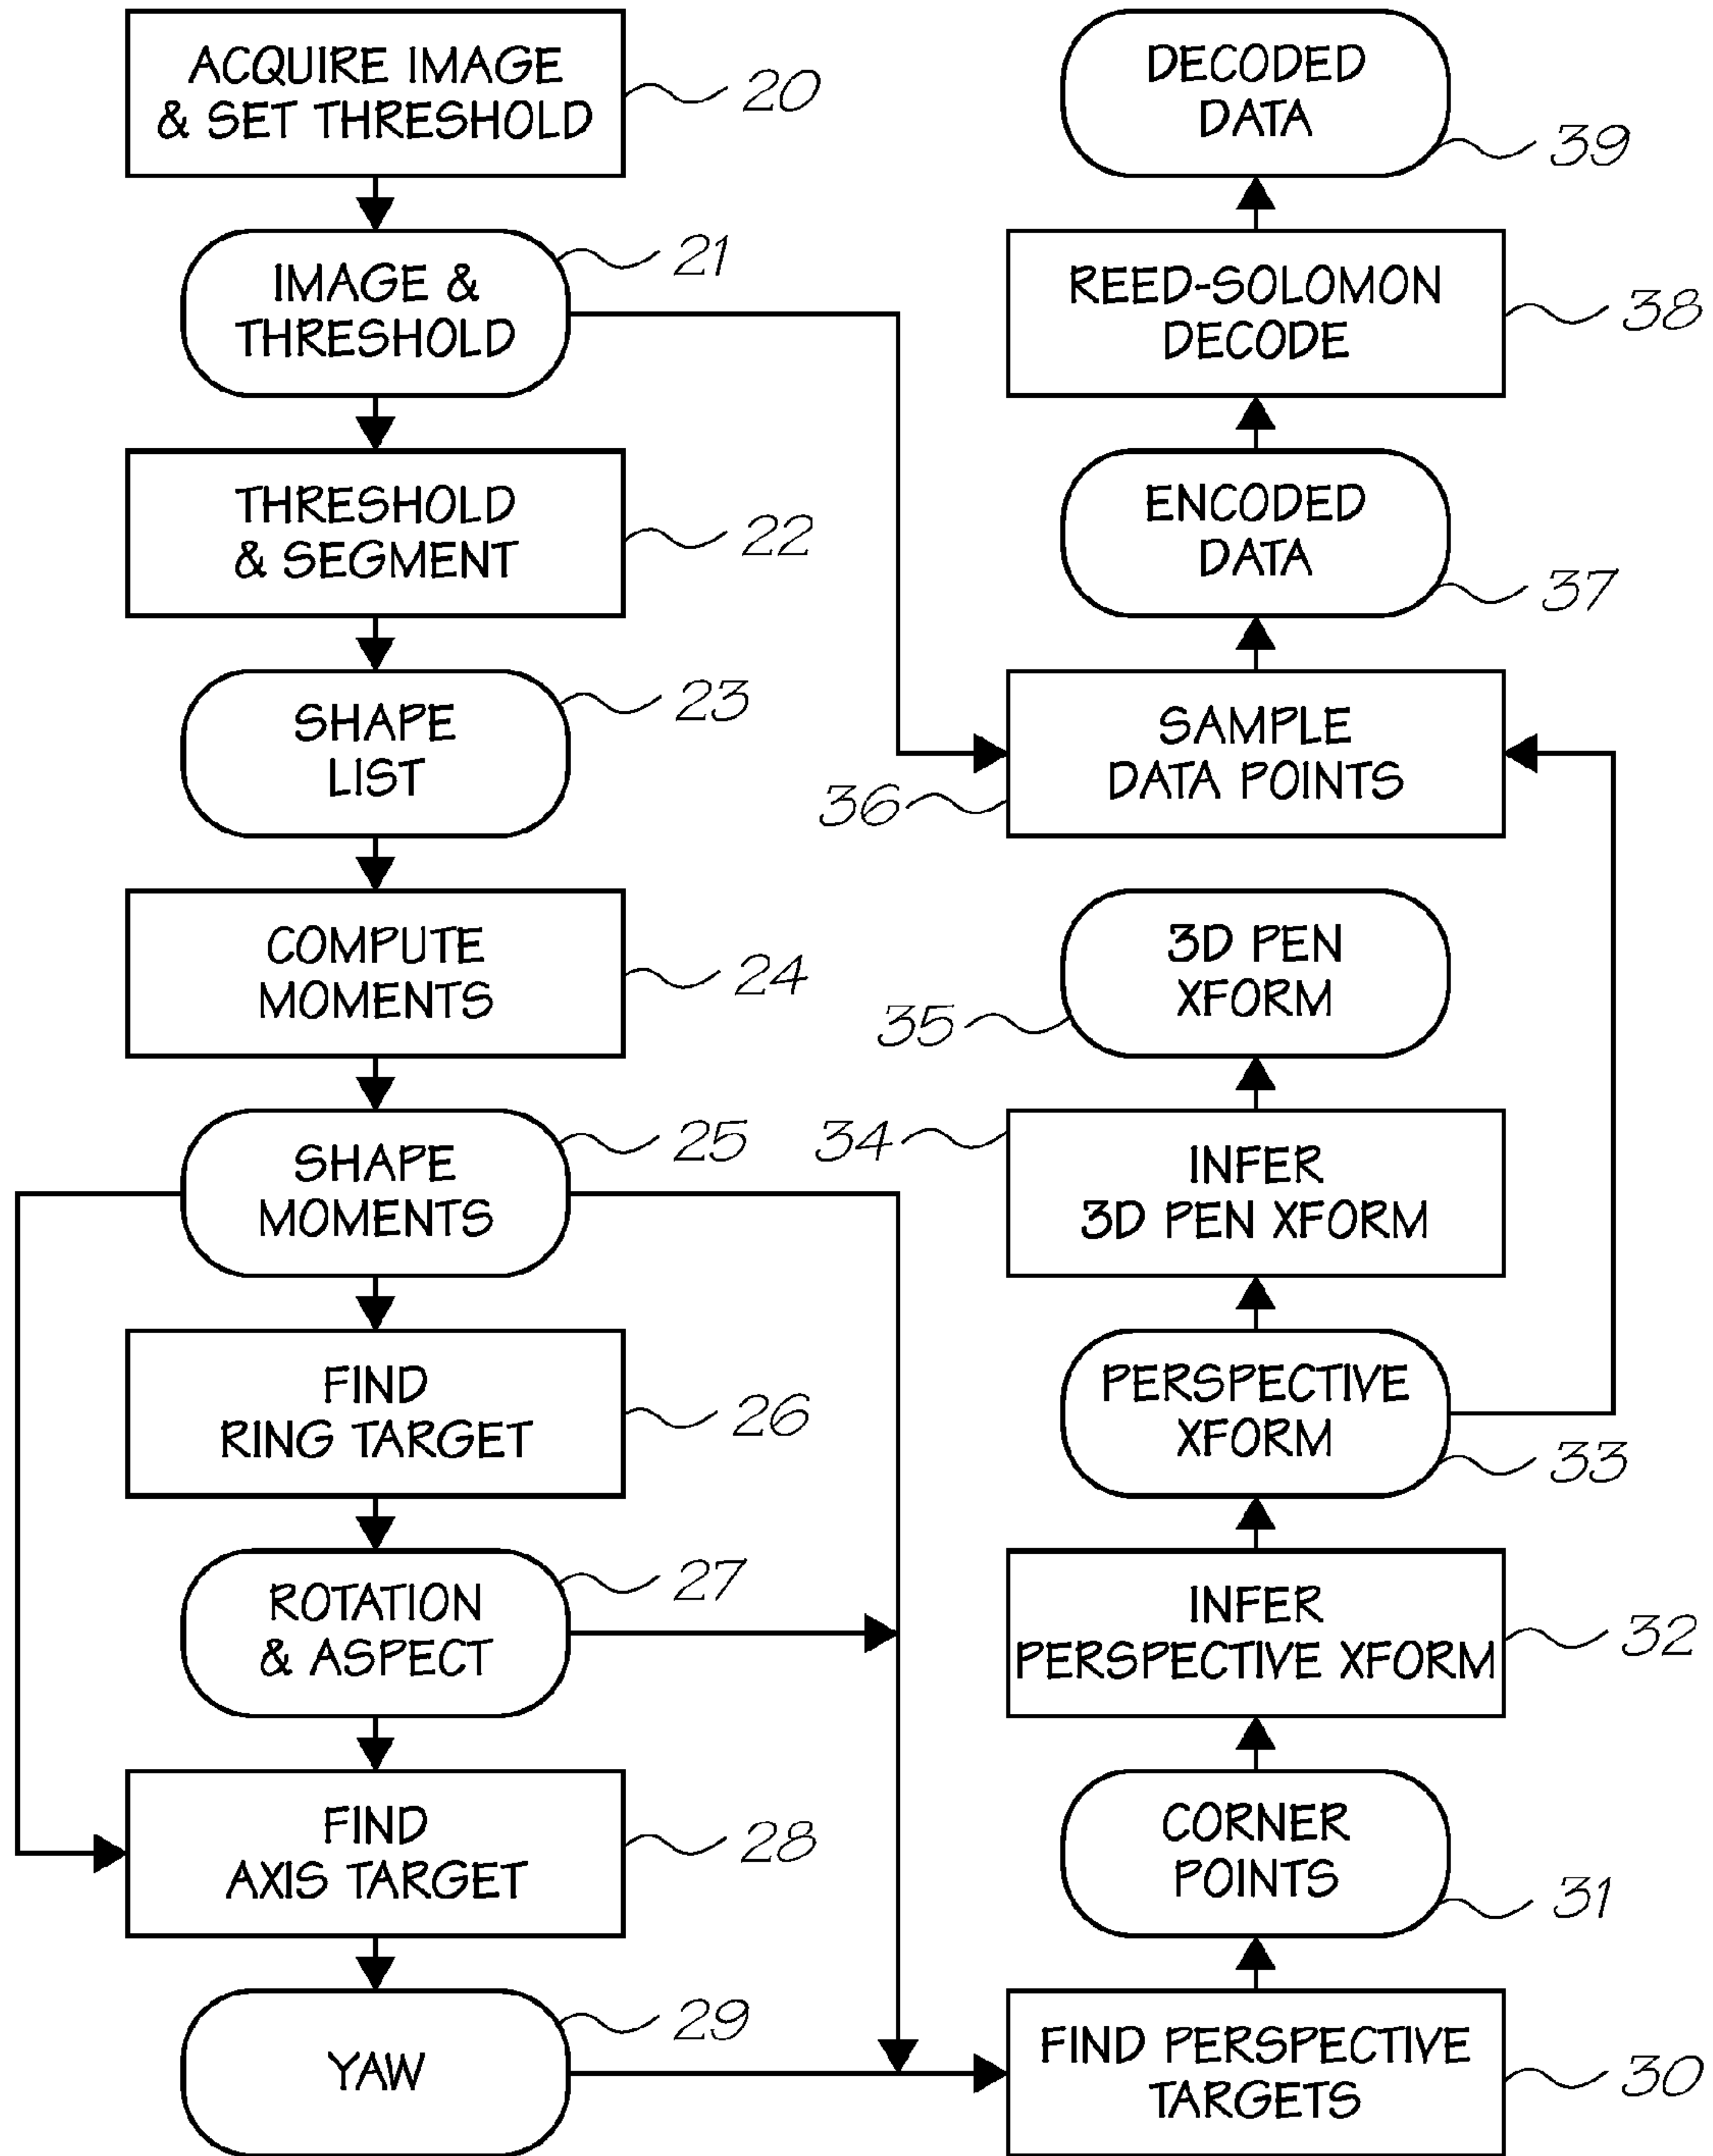 ACQUIRE IMAGE
& SET THRESHOLD
20
IMAGE &
THRESHOLD
21
THRESHOLD
& SEGMENT
22
SHAPE
LIST
23
COMPUTE
MOMENTS
24
SHAPE
MOMENTS
25
FIND
RING TARGET
26
ROTATION
& ASPECT
27
FIND
AXIS TARGET
28
YAW
29
DECODED
DATA
39
REED-SOLOMON
DECODE
38
ENCODED
DATA
37
SAMPLE
DATA POINTS
36
3D PEN
XFORM
35
INFER
3D PEN XFORM
34
PERSPECTIVE
XFORM
33
INFER
PERSPECTIVE XFORM
32
CORNER
POINTS
31
FIND PERSPECTIVE
TARGETS
30